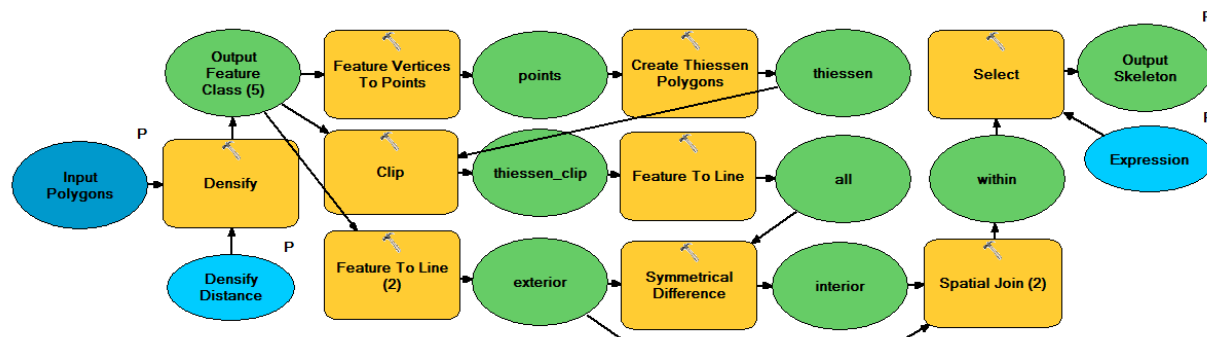 P
Output
Feature
Class (5)
Feature Vertices
To Points
points
Create Thiessen
Polygons
thiessen
Select
Output
Skeleton
P
Input
Polygons
Densify
Clip
thiessen_clip
Feature To Line
all
within
Expression
P
Densify
Distance
Feature To Line
(2)
exterior
Symmetrical
Difference
interior
Spatial Join (2)